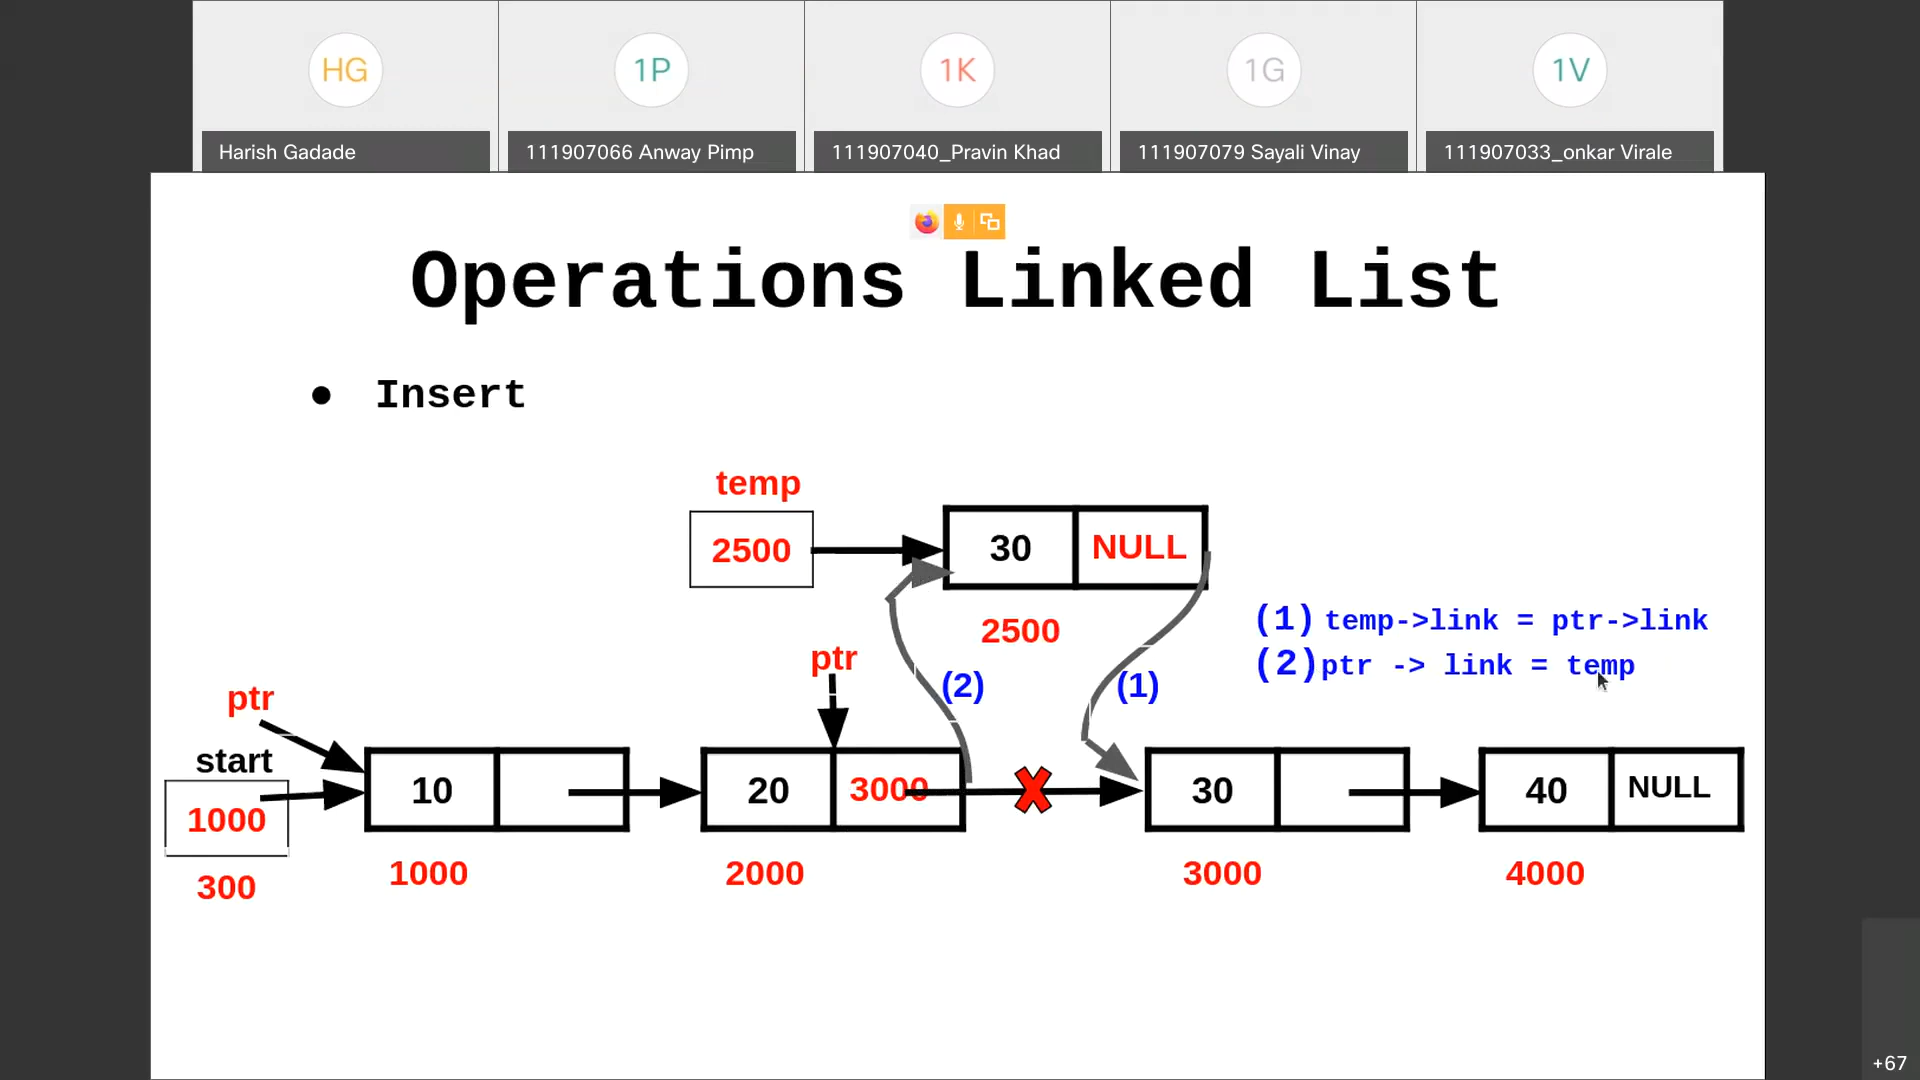 HG 1P 1K 1G 1V
Harish Gadade 111907066 Anway Pimp 111907040_Pravin Khad 111907079 Sayali Vinay 111907033_onkar Virale
Operations Linked List
● Insert
temp
2500 30 NULL
2500
(1) temp->link = ptr->link
(2)ptr -> link = temp
ptr
(2) (1)
ptr
start
1000 10 20 3000 30 40 NULL
300 1000 2000 3000 4000
+67